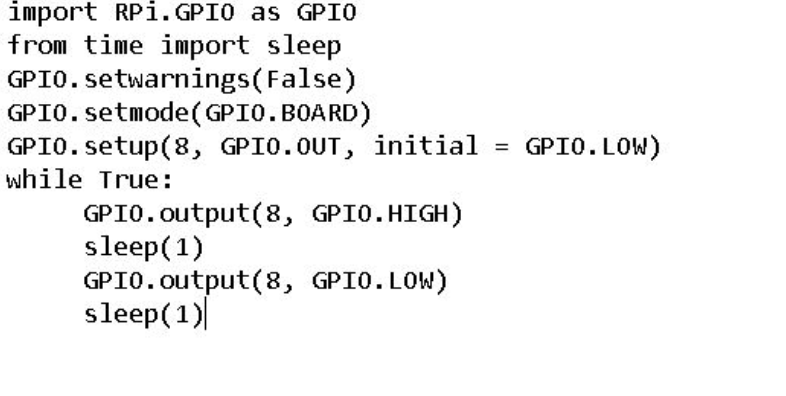 import RPi.GPIO as GPIO
from time import sleep
GPIO.setwarnings(False)
GPIO.setmode(GPIO.BOARD)
GPIO.setup(8, GPIO.OUT, initial = GPIO.LOW)
while True:
     GPIO.output(8, GPIO.HIGH)
     sleep(1)
     GPIO.output(8, GPIO.LOW)
     sleep(1)